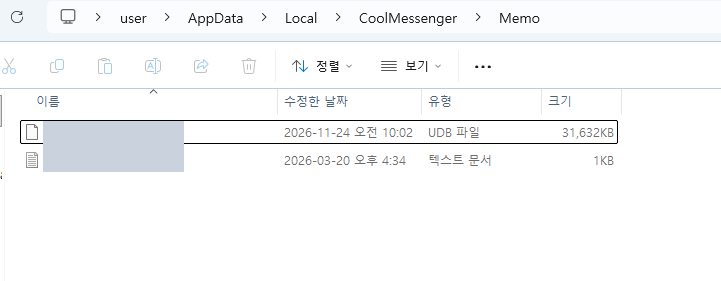 user > AppData > Local > CoolMessenger > Memo
정렬 보기 ...
이름 수정한 날짜 유형 크기
2026-11-24 오전 10:02 UDB 파일 31,632KB
2026-03-20 오후 4:34 텍스트 문서 1KB